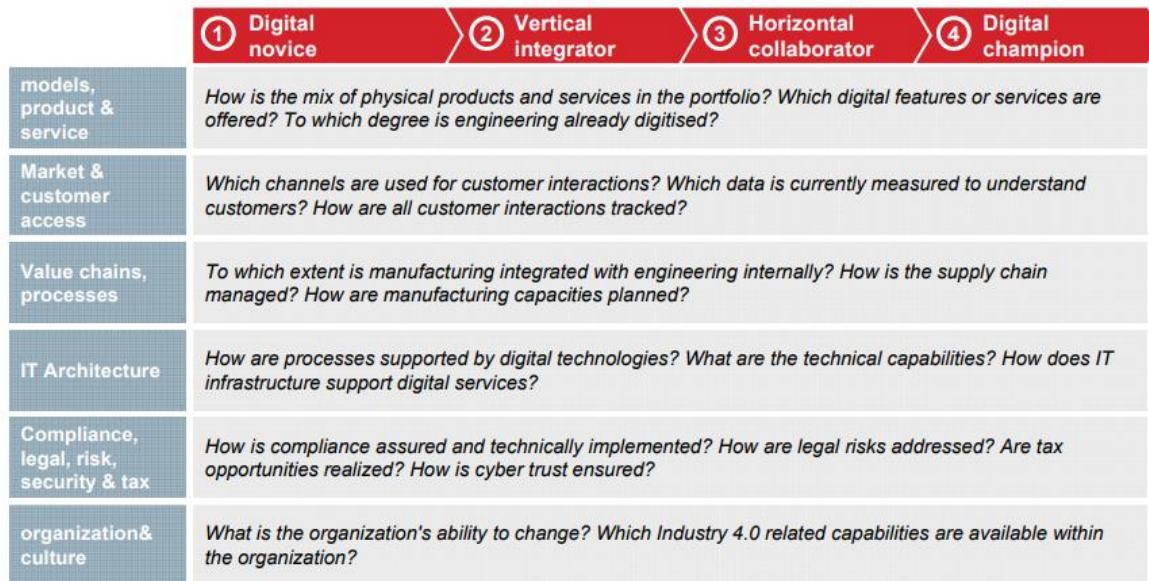 1 Digital novice
2 Vertical integrator
3 Horizontal collaborator
4 Digital champion
models, product & service
How is the mix of physical products and services in the portfolio? Which digital features or services are
offered? To which degree is engineering already digitised?
Market & customer access
Which channels are used for customer interactions? Which data is currently measured to understand
customers? How are all customer interactions tracked?
Value chains, processes
To which extent is manufacturing integrated with engineering internally? How is the supply chain
managed? How are manufacturing capacities planned?
IT Architecture
How are processes supported by digital technologies? What are the technical capabilities? How does IT
infrastructure support digital services?
Compliance, legal, risk, security & tax
How is compliance assured and technically implemented? How are legal risks addressed? Are tax
opportunities realized? How is cyber trust ensured?
organization& culture
What is the organization's ability to change? Which Industry 4.0 related capabilities are available within
the organization?